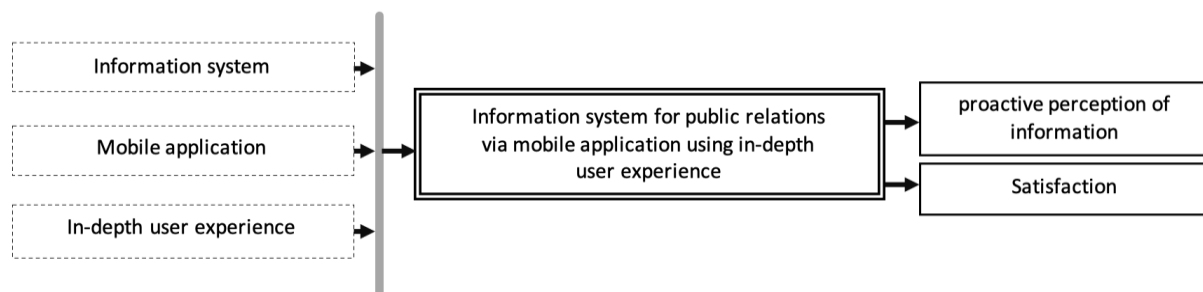 Information system
Mobile application
In-depth user experience
Information system for public relations
via mobile application using in-depth
user experience
proactive perception of
information
Satisfaction